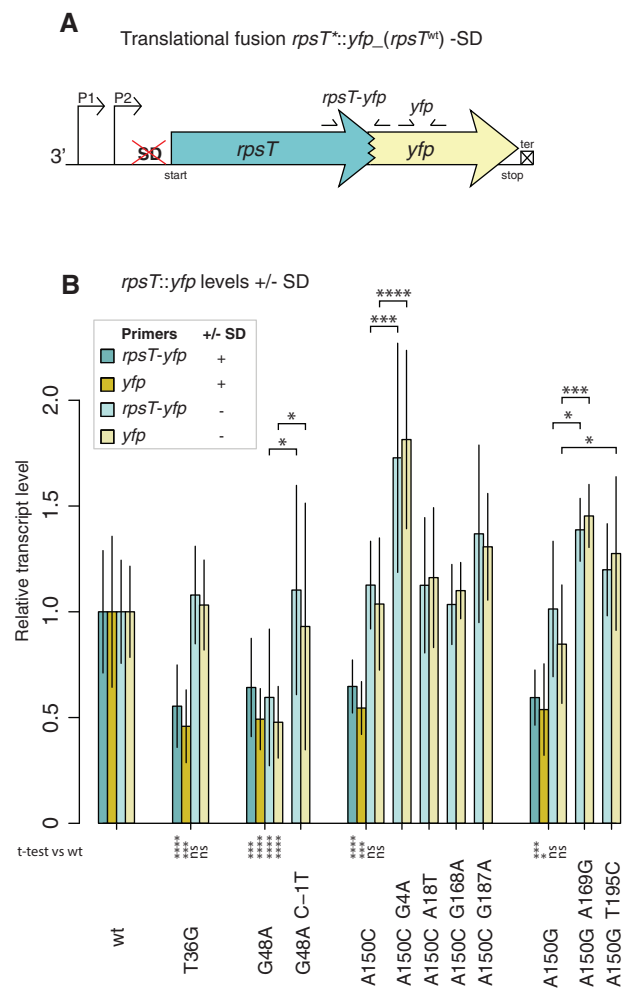 A
Translational fusion rpsT*::yfp_(rpsTwt) -SD
rpsT-yfp
yfp
P1
P2
3'
SD
rpsT
yfp
ter
start
stop
B
rpsT::yfp levels +/- SD
Primers +/- SD
rpsT-yfp +
yfp +
rpsT-yfp -
yfp -
Relative transcript level
2.0
1.5
1.0
0.5
0
* *
*** ****
* *** *
t-test vs wt
**** *** ns ns
*** **** **** ****
**** *** ns ns
*** * ns ns
wt
T36G
G48A
G48A C-1T
A150C
A150C G4A
A150C A18T
A150C G168A
A150C G187A
A150G
A150G A169G
A150G T195C